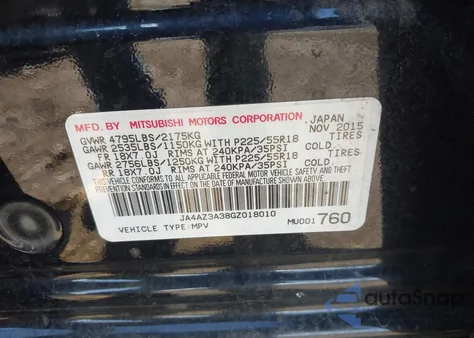 MFD BY MITSUBISHI MOTORS CORPORATION, JAPAN
GVWR 4795LBS/2175KG NOV 2015
GAWR 2535LBS/1150KG WITH P225/55R18 TIRES
FR 18X7.0J RIMS AT 240KPA/35PSI COLD.
GAWR 2756LBS/1250KG WITH P225/55R18 TIRES
RR 18X7.0J RIMS AT 240KPA/35PSI COLD.
THIS VEHICLE CONFORMS TO ALL APPLICABLE FEDERAL MOTOR VEHICLE SAFETY AND THEFT
PREVENTION STANDARDS IN EFFECT ON THE DATE OF MANUFACTURE SHOWN ABOVE.
JA4AZ3A38GZ018010
VEHICLE TYPE:MPV MU001760
autoSnap